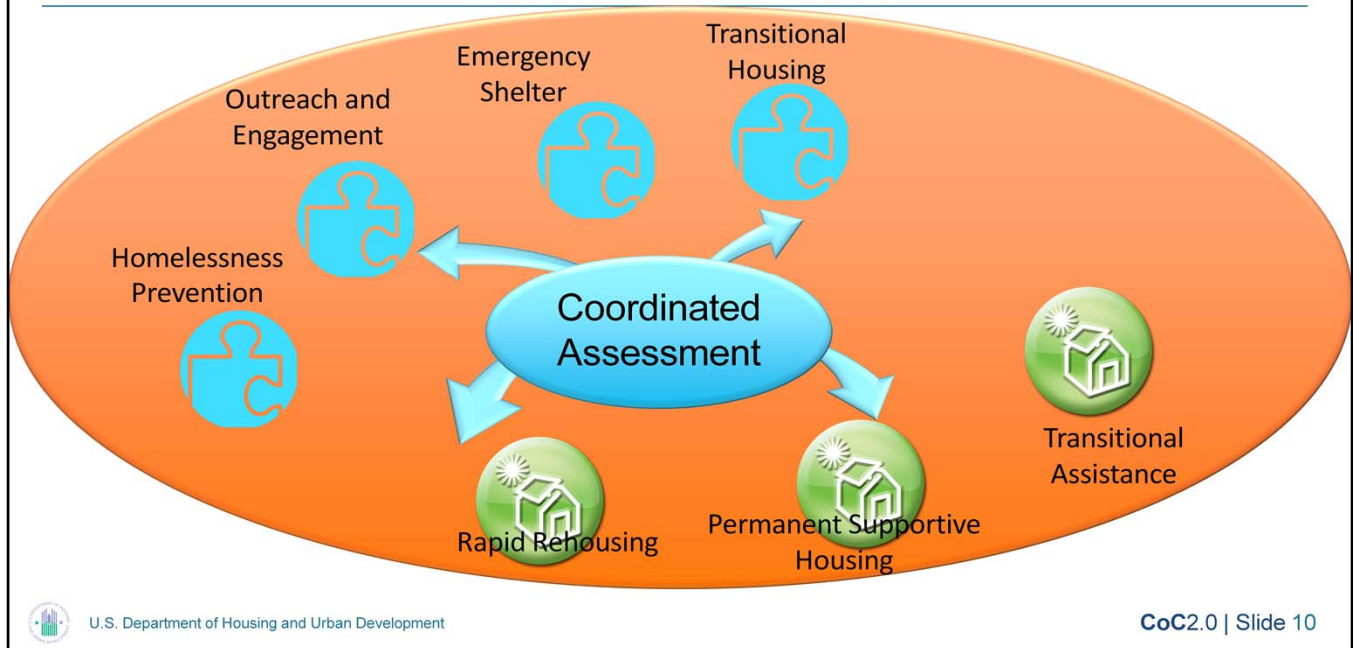 Transitional
Housing
Emergency
Shelter
Outreach and
Engagement
Homelessness
Prevention
Coordinated
Assessment
Transitional
Assistance
Rapid Rehousing
Permanent Supportive
Housing
U.S. Department of Housing and Urban Development
CoC2.0 | Slide 10